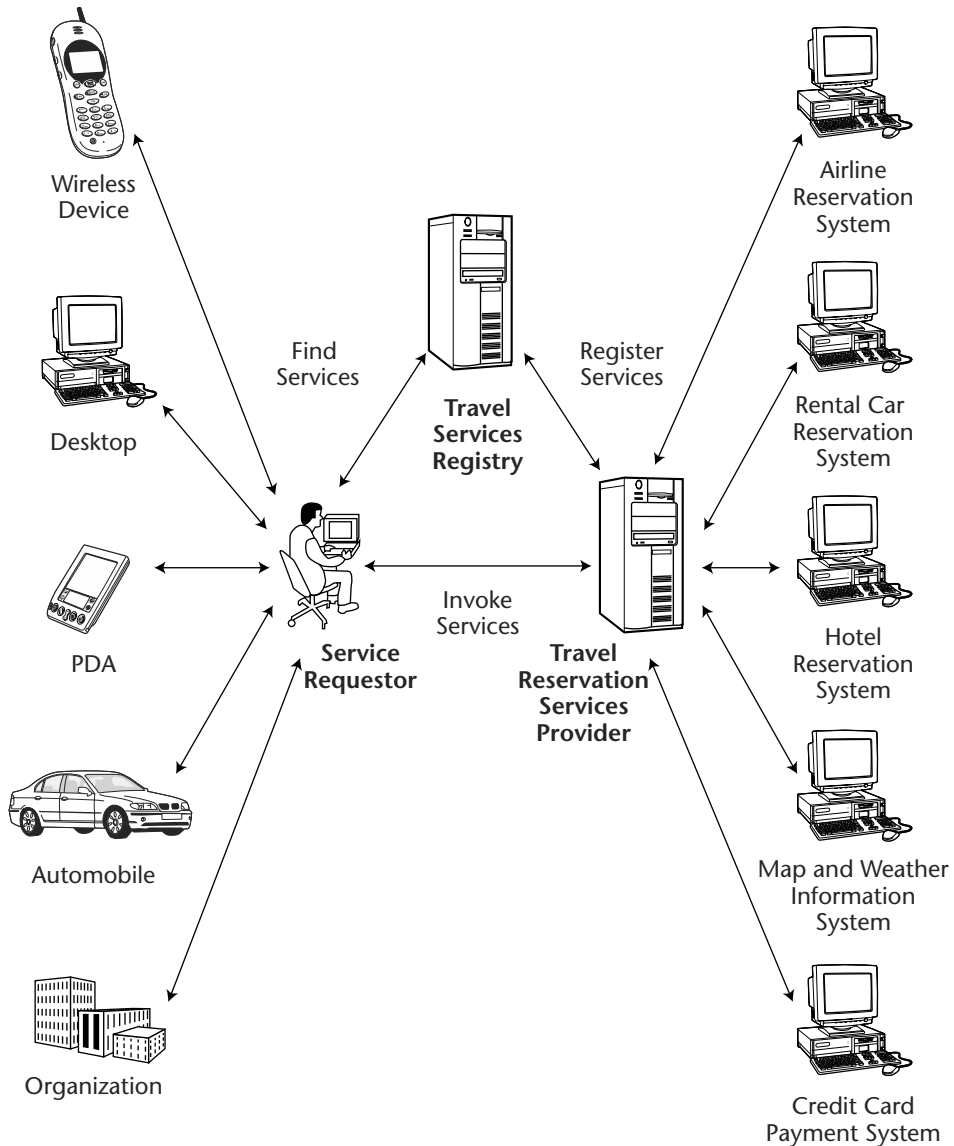 Wireless
Device
Airline
Reservation
System
Find
Services
Register
Services
Desktop
Travel
Services
Registry
Rental Car
Reservation
System
PDA
Service
Requestor
Invoke
Services
Travel
Reservation
Services
Provider
Hotel
Reservation
System
Automobile
Map and Weather
Information
System
Organization
Credit Card
Payment System